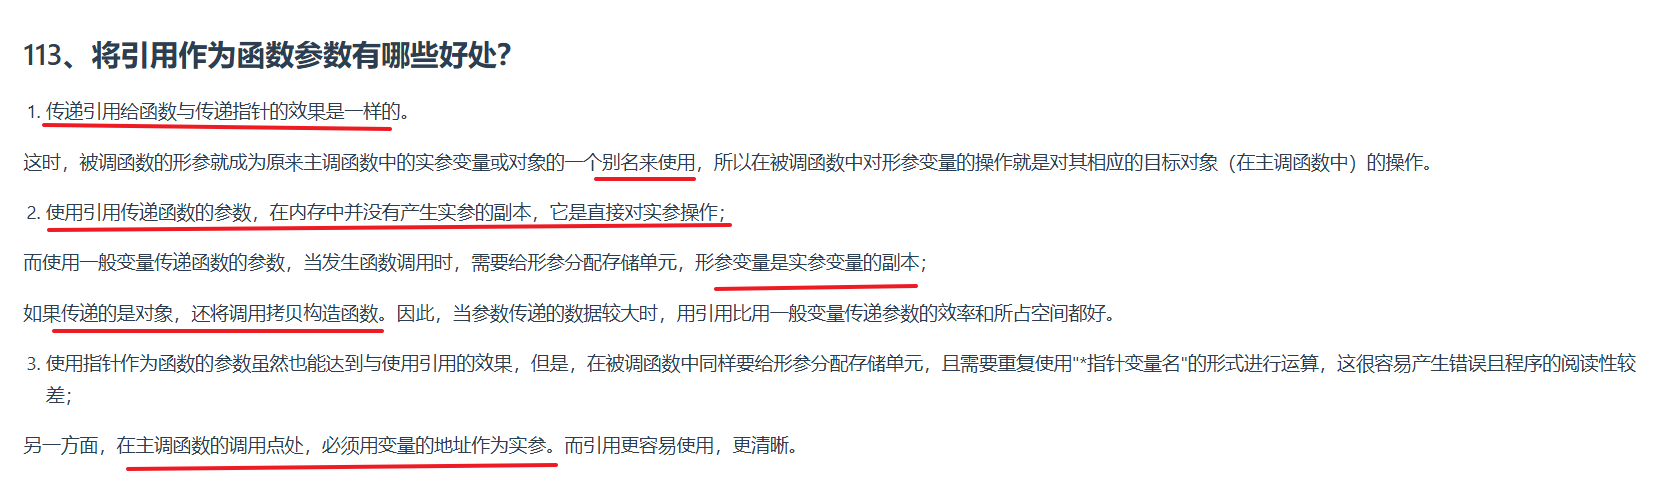 113、将引用作为函数参数有哪些好处？
1. 传递引用给函数与传递指针的效果是一样的。
这时，被调函数的形参就成为原来主调函数中的实参变量或对象的一个别名来使用，所以在被调函数中对形参变量的操作就是对其相应的目标对象（在主调函数中）的操作。
2. 使用引用传递函数的参数，在内存中并没有产生实参的副本，它是直接对实参操作；
而使用一般变量传递函数的参数，当发生函数调用时，需要给形参分配存储单元，形参变量是实参变量的副本；
如果传递的是对象，还将调用拷贝构造函数。因此，当参数传递的数据较大时，用引用比用一般变量传递参数的效率和所占空间都好。
3. 使用指针作为函数的参数虽然也能达到与使用引用的效果，但是，在被调函数中同样要给形参分配存储单元，且需要重复使用"*指针变量名"的形式进行运算，这很容易产生错误且程序的阅读性较
差；
另一方面，在主调函数的调用点处，必须用变量的地址作为实参。而引用更容易使用，更清晰。